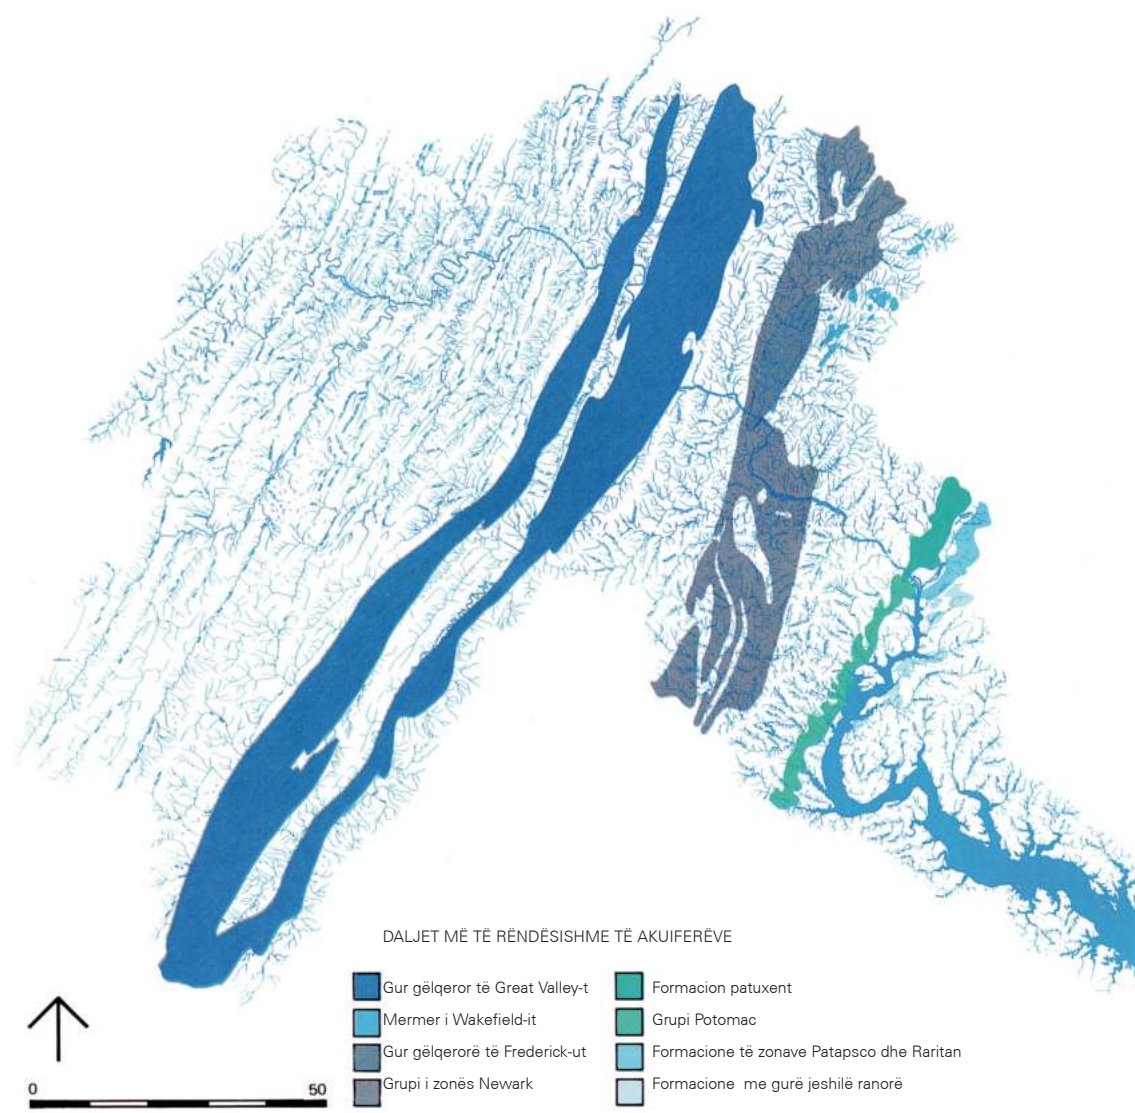 DALJET MË TË RËNDËSISHME TË AKUIFERËVE
Gur gëlqeror të Great Valley-t
Mermer i Wakefield-it
Gur gëlqerorë të Frederick-ut
Grupi i zonës Newark
Formacion patuxent
Grupi Potomac
Formacione të zonave Patapsco dhe Raritan
Formacione me gurë jeshilë ranorë
0 50